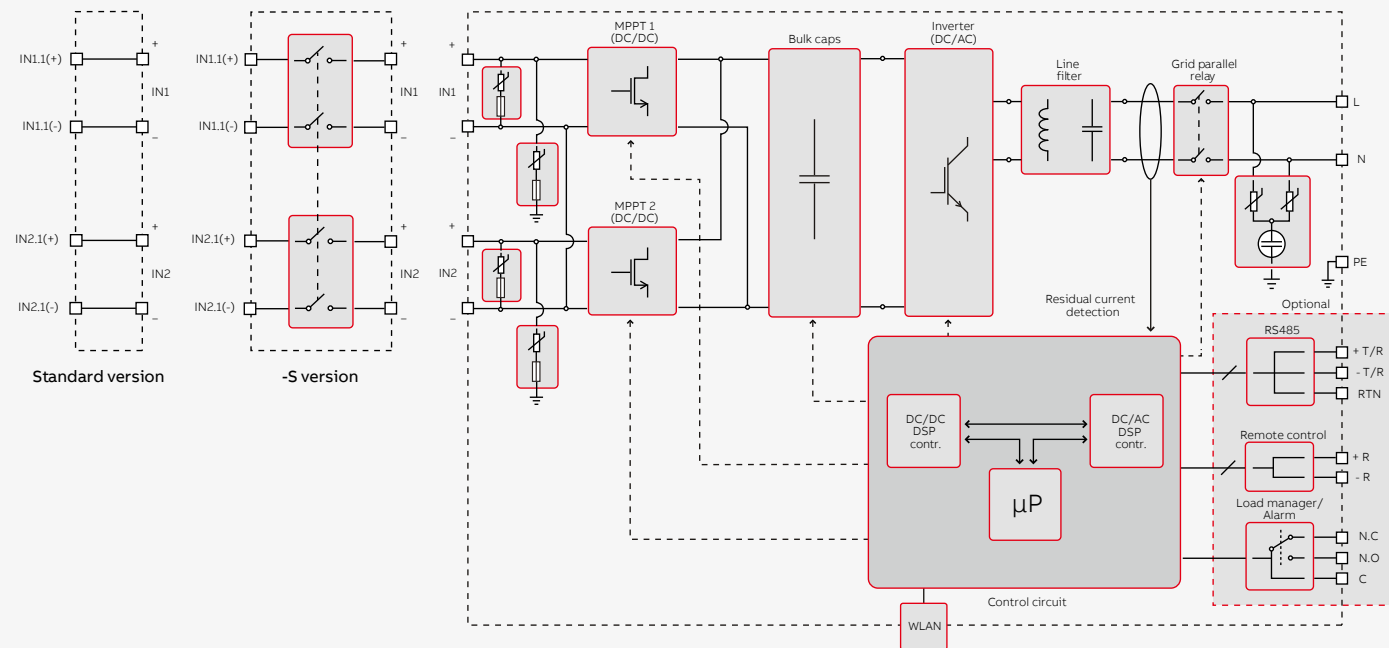 IN1.1(+)
+
IN1
IN1.1(-)
–
IN2.1(+)
+
IN2
IN2.1(-)
–
Standard version
IN1.1(+)
+
IN1
IN1.1(-)
–
IN2.1(+)
+
IN2
IN2.1(-)
–
-S version
+
IN1
–
+
IN2
–
MPPT 1
(DC/DC)
MPPT 2
(DC/DC)
Bulk caps
Inverter
(DC/AC)
Line
filter
Grid parallel
relay
L
N
PE
Residual current
detection
Optional
RS485
+ T/R
- T/R
RTN
Remote control
+ R
- R
Load manager/
Alarm
N.C
N.O
C
DC/DC
DSP
contr.
DC/AC
DSP
contr.
µP
Control circuit
WLAN